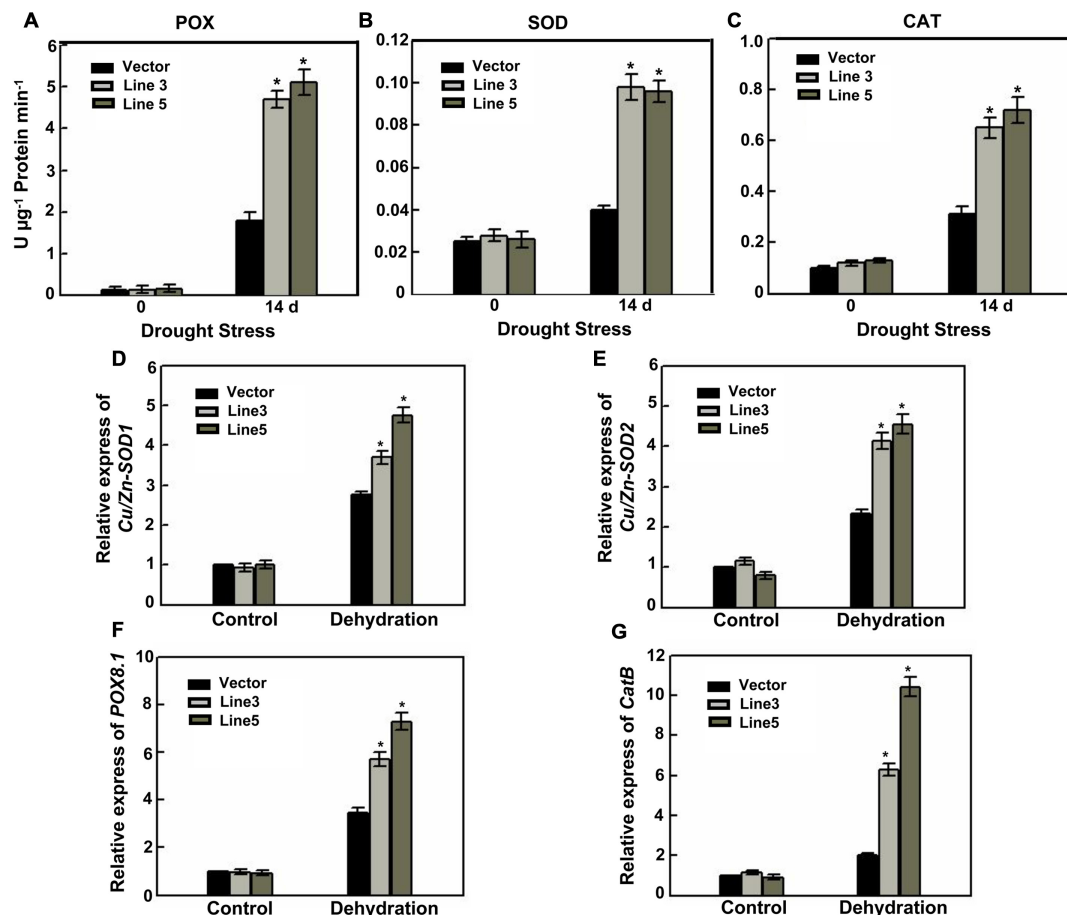 A
POX
U µg-1 Protein min-1
6
5
4
3
2
1
0
Vector
Line 3
Line 5
* *
0 14 d
Drought Stress
B
SOD
0.12
0.10
0.08
0.06
0.04
0.02
0
Vector
Line 3
Line 5
* *
0 14 d
Drought Stress
C
CAT
1.0
0.8
0.6
0.4
0.2
0
Vector
Line 3
Line 5
* *
0 14 d
Drought Stress
D
Relative express of
Cu/Zn-SOD1
6
5
4
3
2
1
0
Vector
Line3
Line5
* *
Control Dehydration
E
Relative express of
Cu/Zn-SOD2
6
5
4
3
2
1
0
Vector
Line3
Line5
* *
Control Dehydration
F
Relative express of POX8.1
10
8
6
4
2
0
Vector
Line3
Line5
* *
Control Dehydration
G
Relative express of CatB
12
10
8
6
4
2
0
Vector
Line3
Line5
* *
Control Dehydration